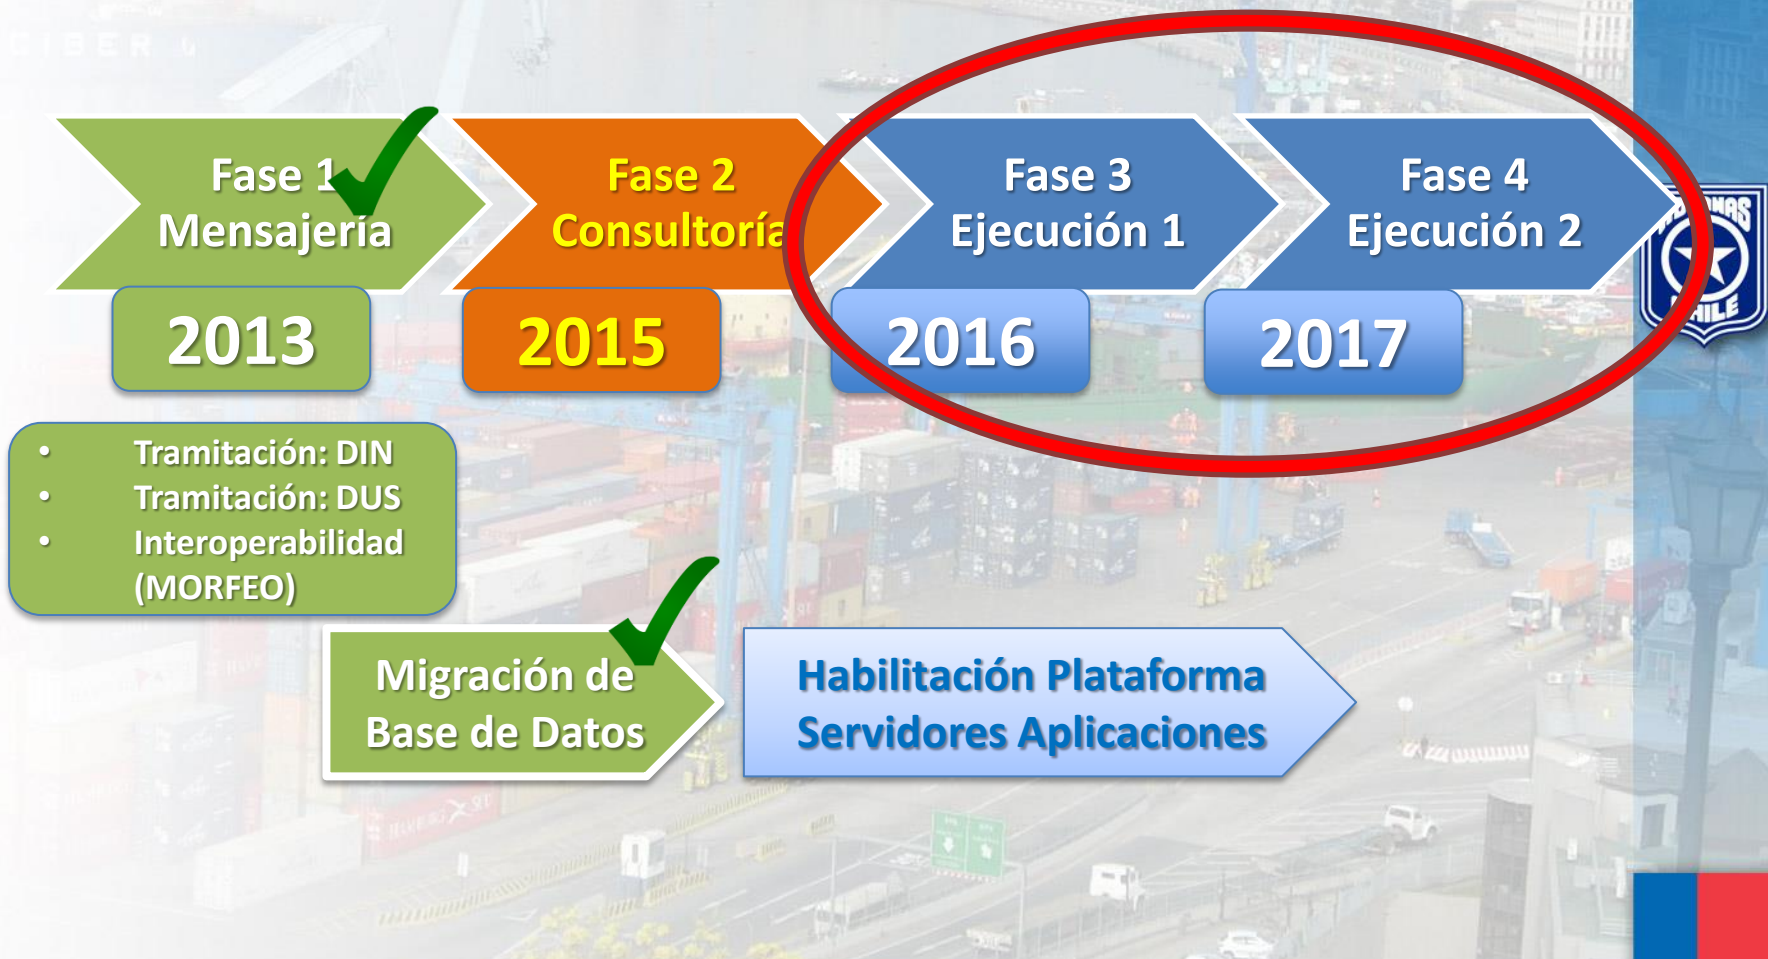 Fase 1
Mensajería
Fase 2
Consultoría
Fase 3
Ejecución 1
Fase 4
Ejecución 2
2013
2015
2016
2017
• Tramitación: DIN
• Tramitación: DUS
• Interoperabilidad
(MORFEO)
Migración de
Base de Datos
Habilitación Plataforma
Servidores Aplicaciones